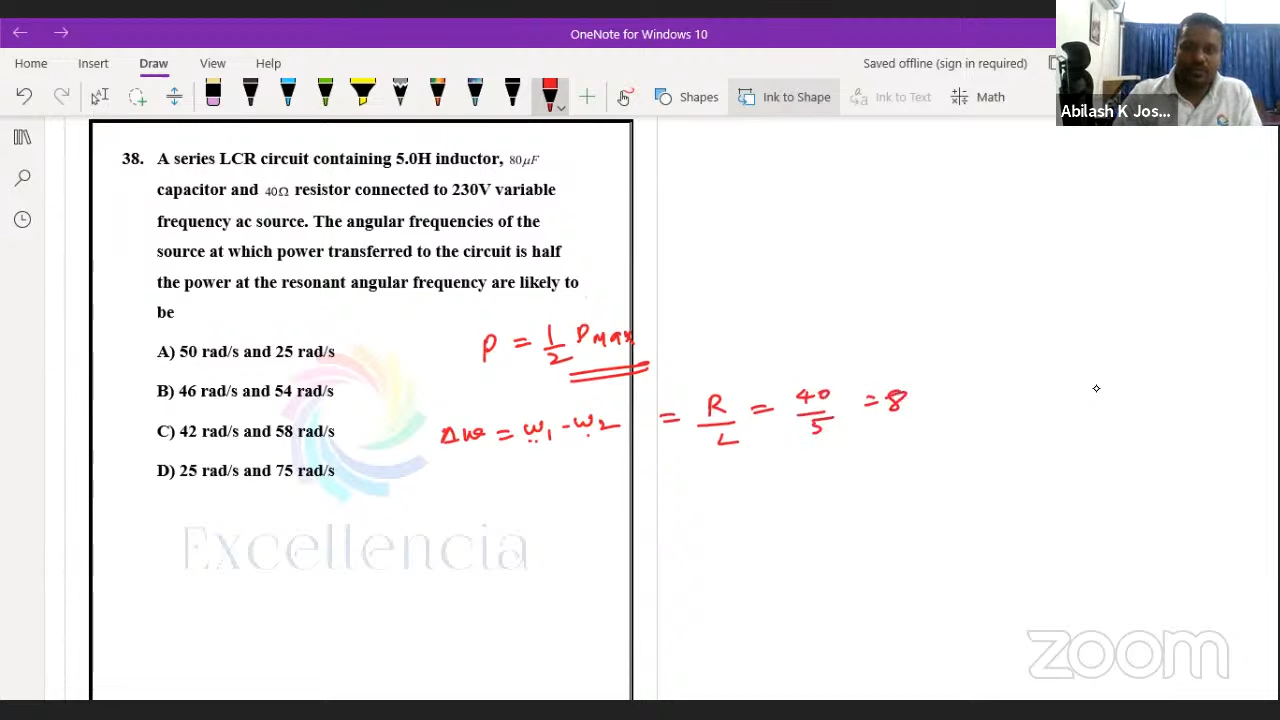 OneNote for Windows 10
Home Insert Draw View Help Saved offline (sign in required)
Shapes Ink to Shape Ink to Text Math
Abilash K Jos...
38. A series LCR circuit containing 5.0H inductor, 80μF
capacitor and 40Ω resistor connected to 230V variable
frequency ac source. The angular frequencies of the
source at which power transferred to the circuit is half
the power at the resonant angular frequency are likely to
be
A) 50 rad/s and 25 rad/s
B) 46 rad/s and 54 rad/s
C) 42 rad/s and 58 rad/s
D) 25 rad/s and 75 rad/s
P = 1/2 PMax
Δω = ω1 - ω2 = R/L = 40/5 = 8
Excellencia
zoom